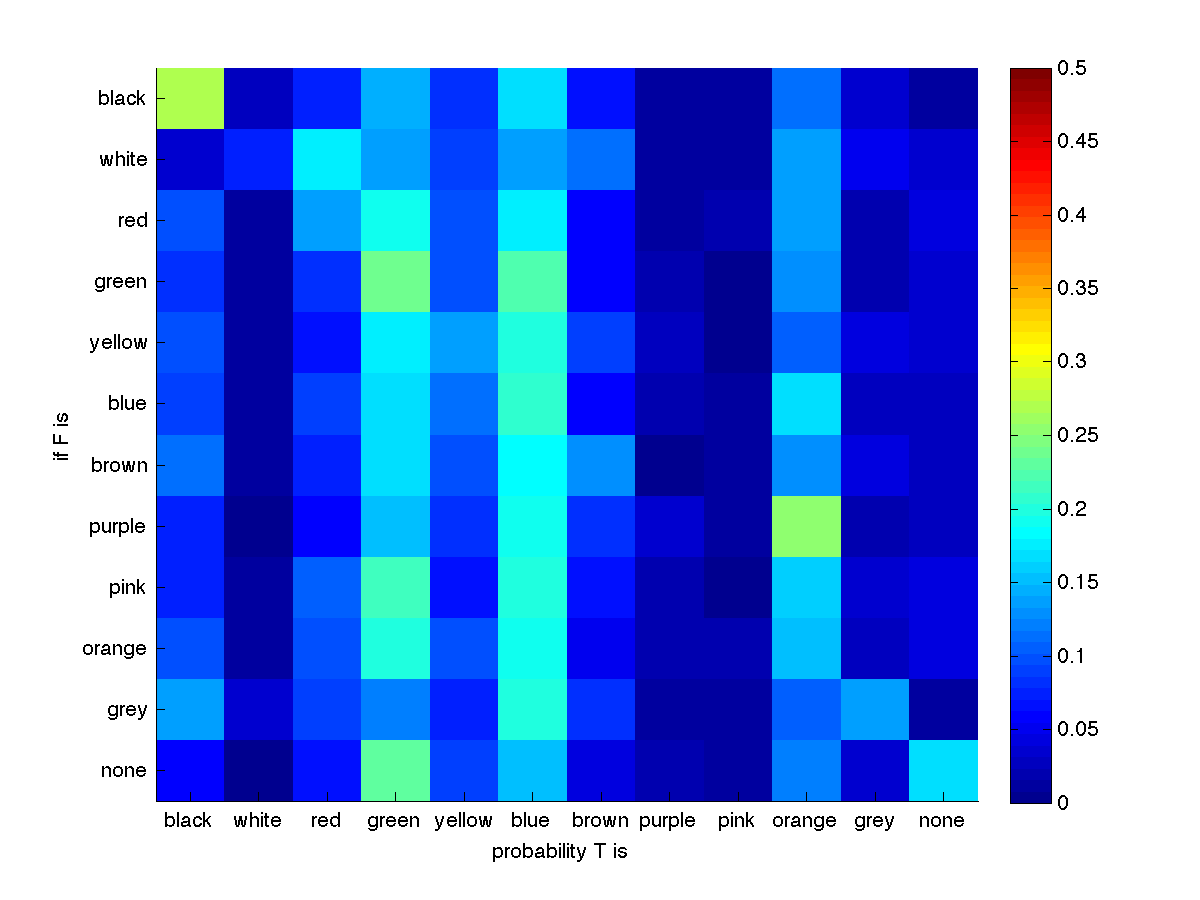 black
white
red
green
yellow
blue
brown
purple
pink
orange
grey
none
if F is
black white red green yellow blue brown purple pink orange grey none
probability T is
0.5
0.45
0.4
0.35
0.3
0.25
0.2
0.15
0.1
0.05
0